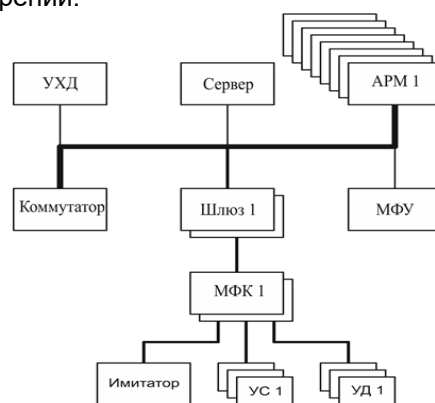 рений.
УХД
Сервер
АРМ 1
Коммутатор
Шлюз 1
МФУ
МФК 1
Имитатор
УС 1
УД 1